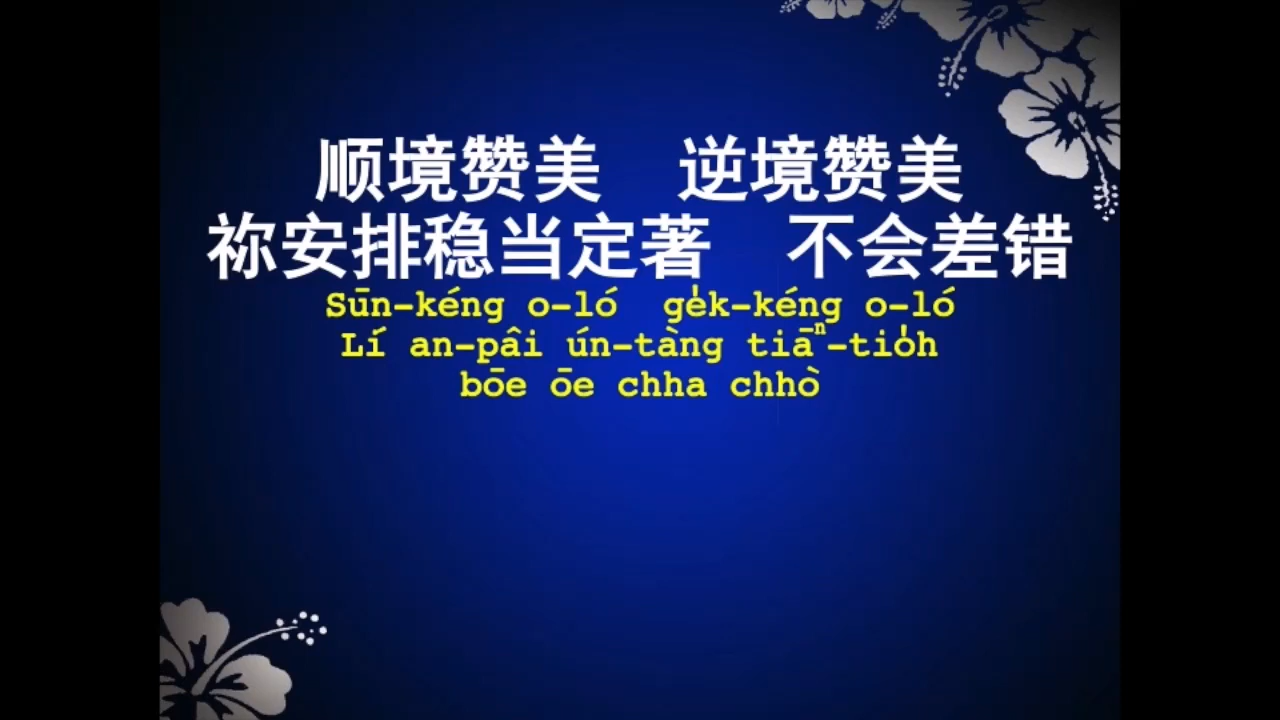 顺境赞美 逆境赞美
祢安排稳当定著 不会差错
Sūn-kéng o-ló ge̍k-kéng o-ló
Lí an-pâi ún-tàng tiāⁿ-tio̍h
bōe ōe chha chhò